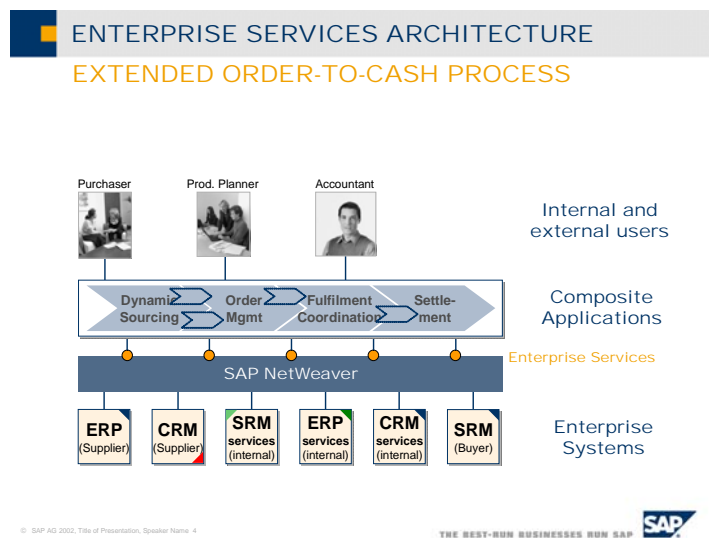 ENTERPRISE SERVICES ARCHITECTURE
EXTENDED ORDER-TO-CASH PROCESS
Purchaser
Prod. Planner
Accountant
Internal and
external users
Dynamic
Sourcing
Order
Mgmt
Fulfilment
Coordination
Settle-
ment
Composite
Applications
Enterprise Services
SAP NetWeaver
ERP
(Supplier)
CRM
(Supplier)
SRM
services
(internal)
ERP
services
(internal)
CRM
services
(internal)
SRM
(Buyer)
Enterprise
Systems
© SAP AG 2002, Title of Presentation, Speaker Name 4
THE BEST-RUN BUSINESSES RUN SAP
SAP